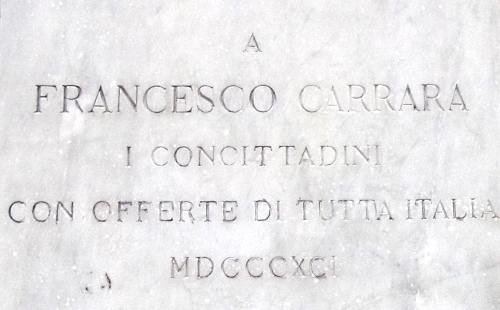 A
FRANCESCO CARRARA
I CONCITTADINI
CON OFFERTE DI TUTTA ITALIA
MDCCCXCI